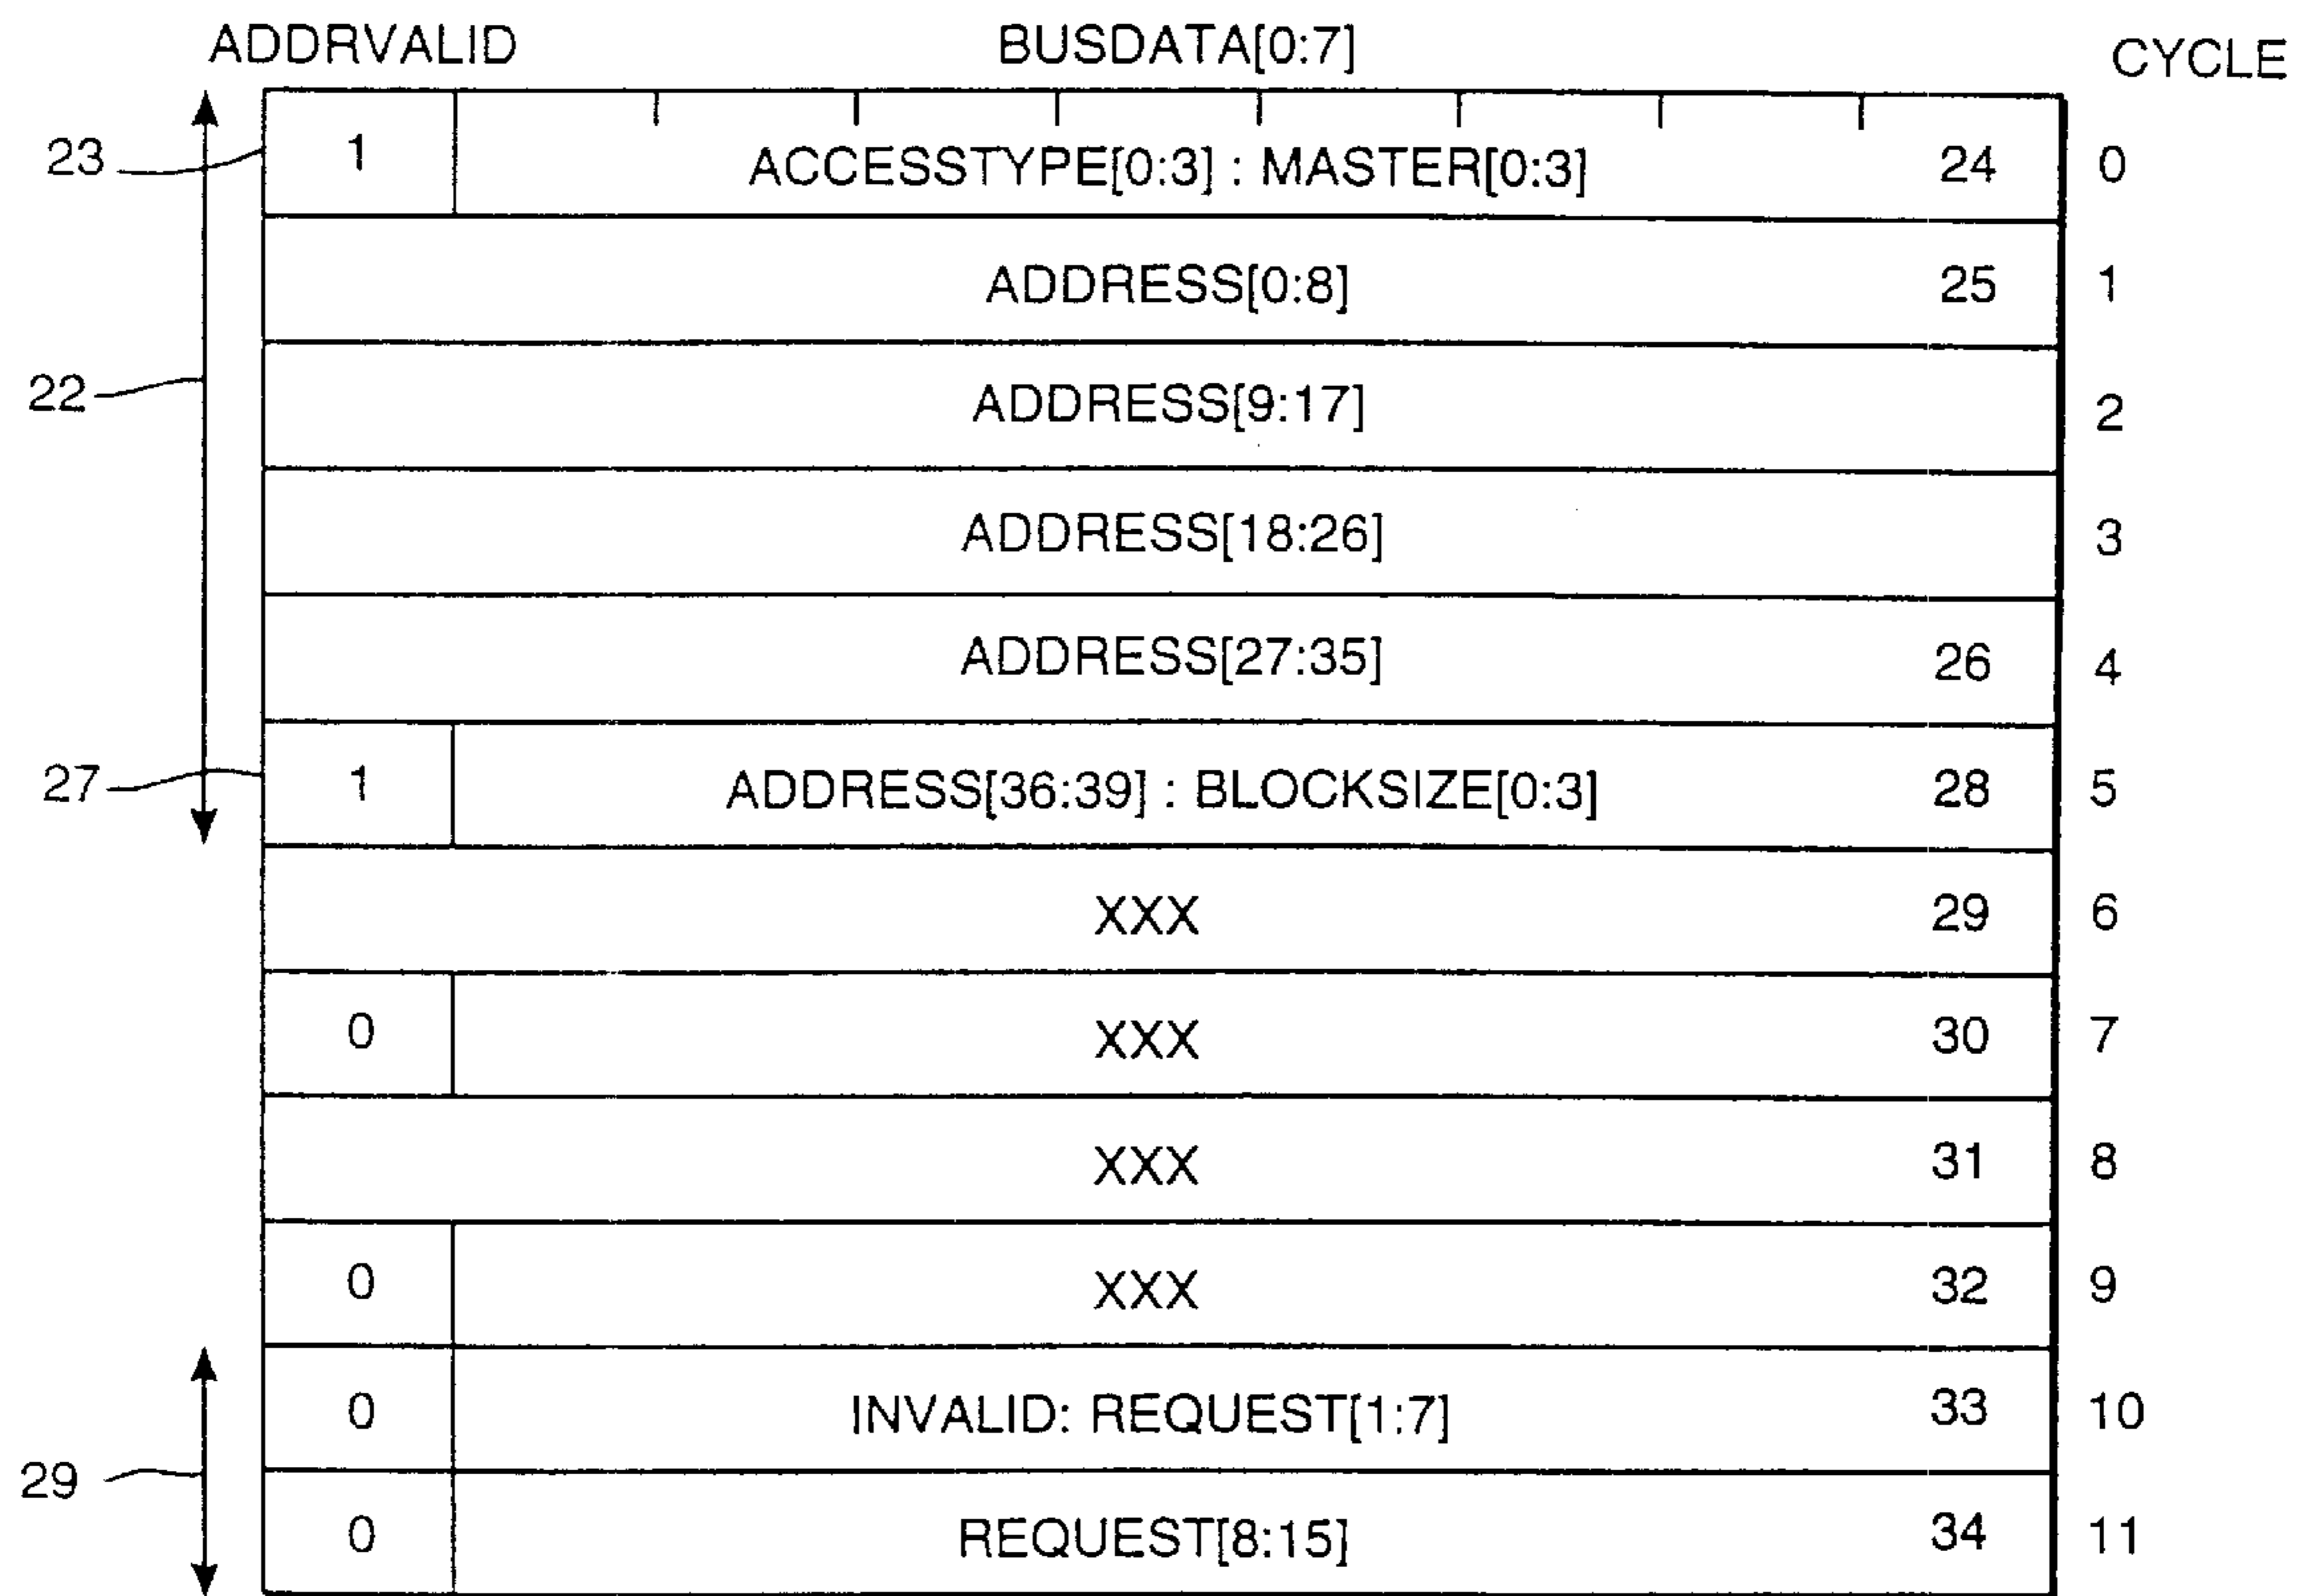 ADDRVALID BUSDATA[0:7] CYCLE
23 1 ACCESSTYPE[0:3] : MASTER[0:3] 24 0
ADDRESS[0:8] 25 1
22 ADDRESS[9:17] 2
ADDRESS[18:26] 3
ADDRESS[27:35] 26 4
27 1 ADDRESS[36:39] : BLOCKSIZE[0:3] 28 5
XXX 29 6
0 XXX 30 7
XXX 31 8
0 XXX 32 9
0 INVALID: REQUEST[1:7] 33 10
29 0 REQUEST[8:15] 34 11